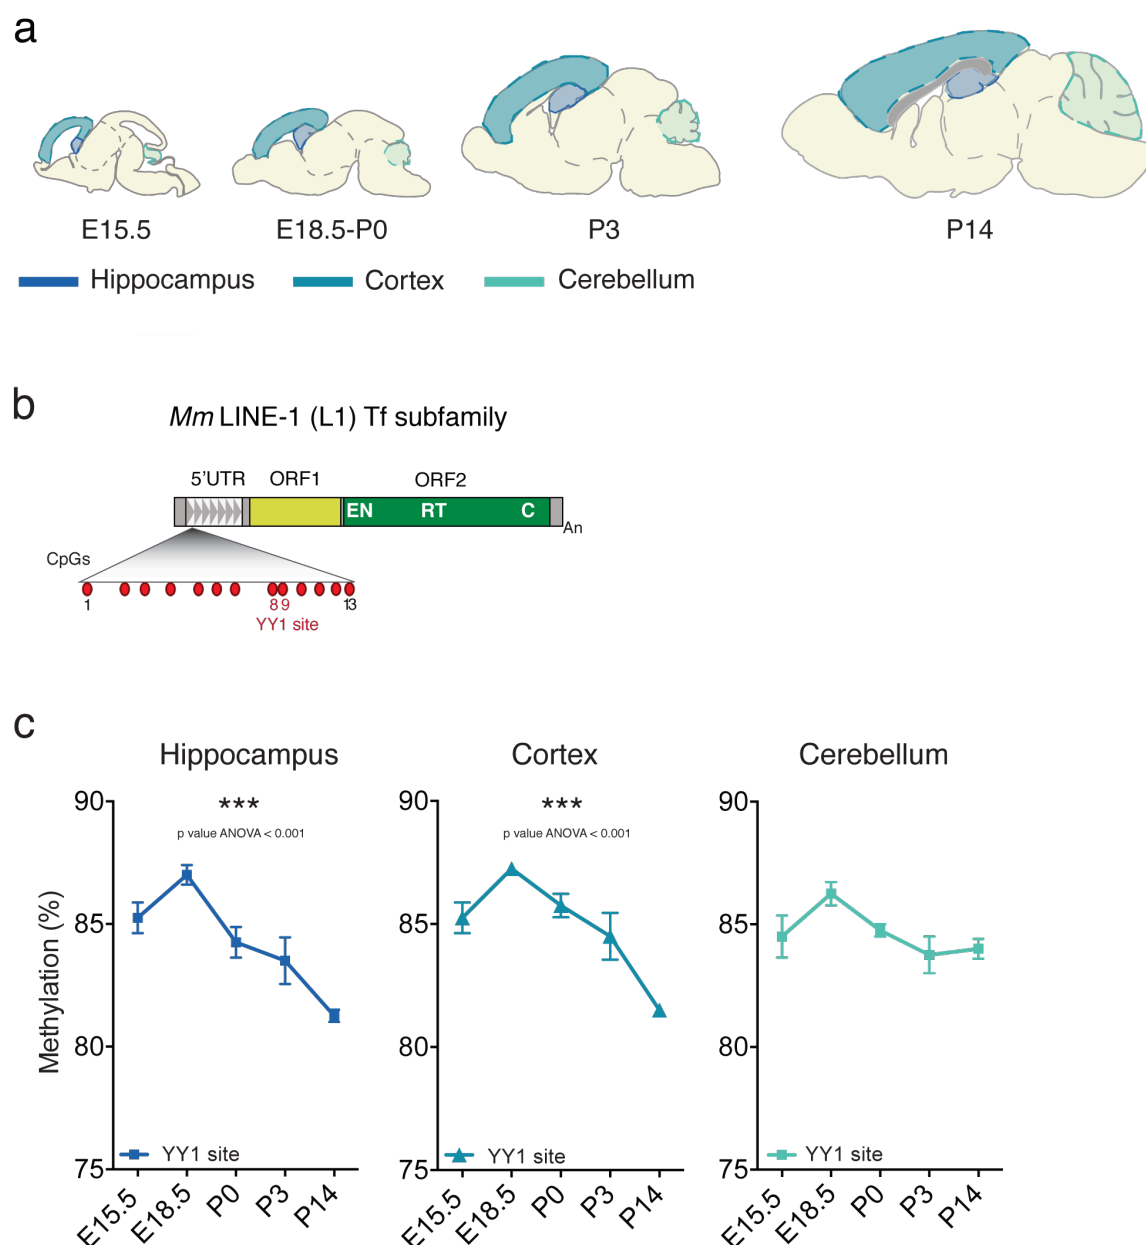 a
E15.5 E18.5-P0 P3 P14
Hippocampus Cortex Cerebellum
b
Mm LINE-1 (L1) Tf subfamily
5'UTR ORF1 ORF2
EN RT C
An
CpGs
1 8 9 13
YY1 site
c
Hippocampus Cortex Cerebellum
90 *** 90 *** 90
p value ANOVA < 0.001 p value ANOVA < 0.001
85 85 85
Methylation (%)
80 80 80
YY1 site YY1 site YY1 site
75 75 75
E15.5 E18.5 P0 P3 P14 E15.5 E18.5 P0 P3 P14 E15.5 E18.5 P0 P3 P14